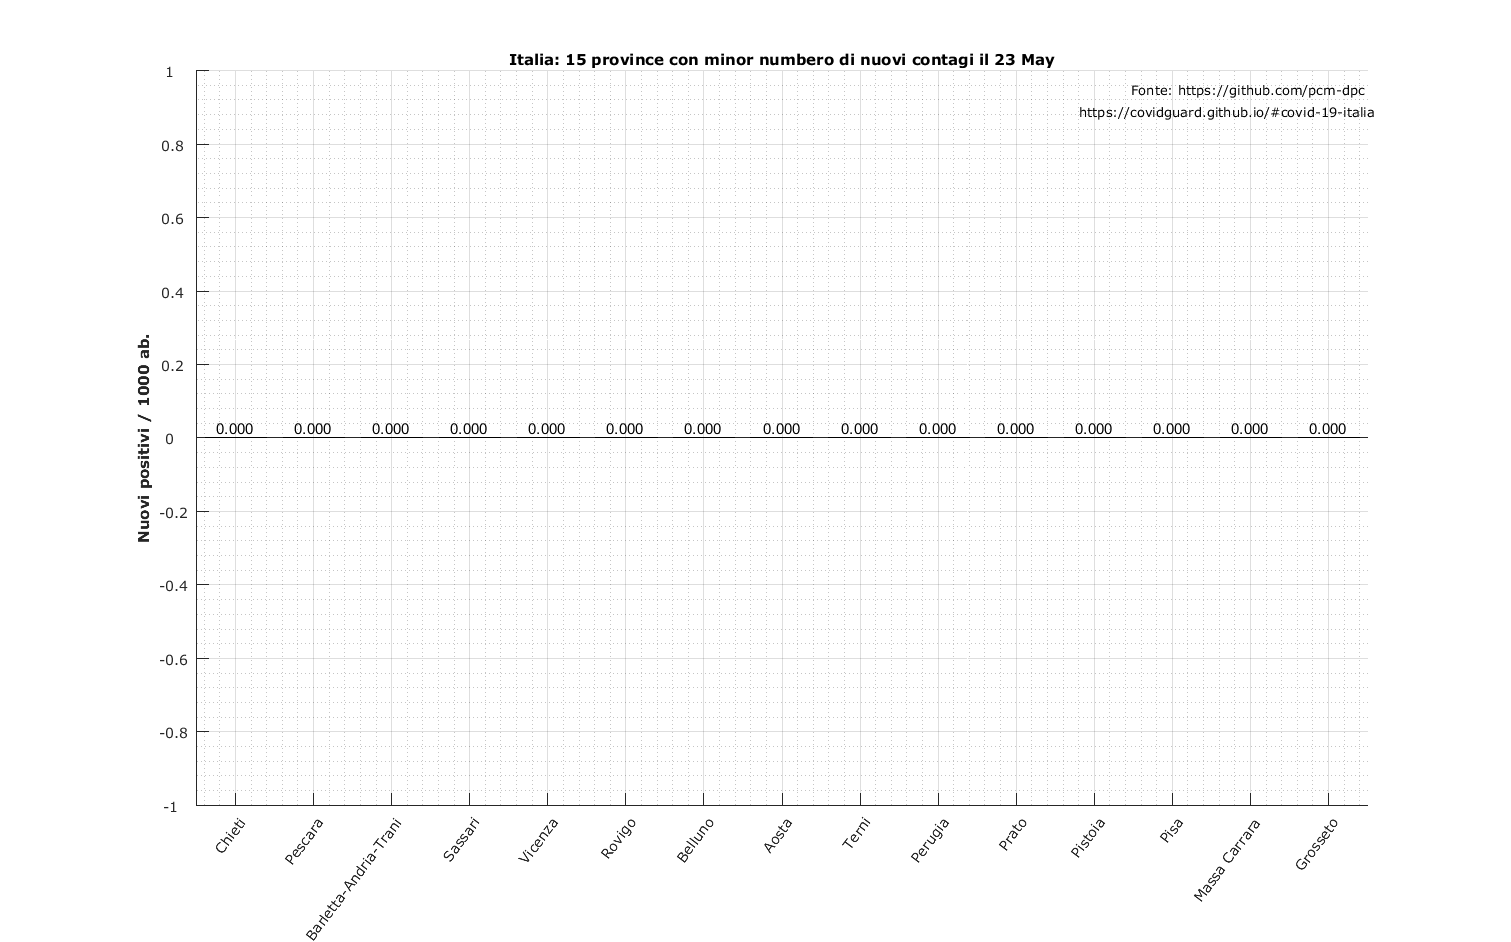 Italia: 15 province con minor numbero di nuovi contagi il 23 May
Fonte: https://github.com/pcm-dpc
https://covidguard.github.io/#covid-19-italia
Nuovi positivi / 1000 ab.
1
0.8
0.6
0.4
0.2
0
-0.2
-0.4
-0.6
-0.8
-1
0.000 0.000 0.000 0.000 0.000 0.000 0.000 0.000 0.000 0.000 0.000 0.000 0.000 0.000 0.000
Chieti
Pescara
Barletta-Andria-Trani
Sassari
Vicenza
Rovigo
Belluno
Aosta
Terni
Perugia
Prato
Pistoia
Pisa
Massa Carrara
Grosseto